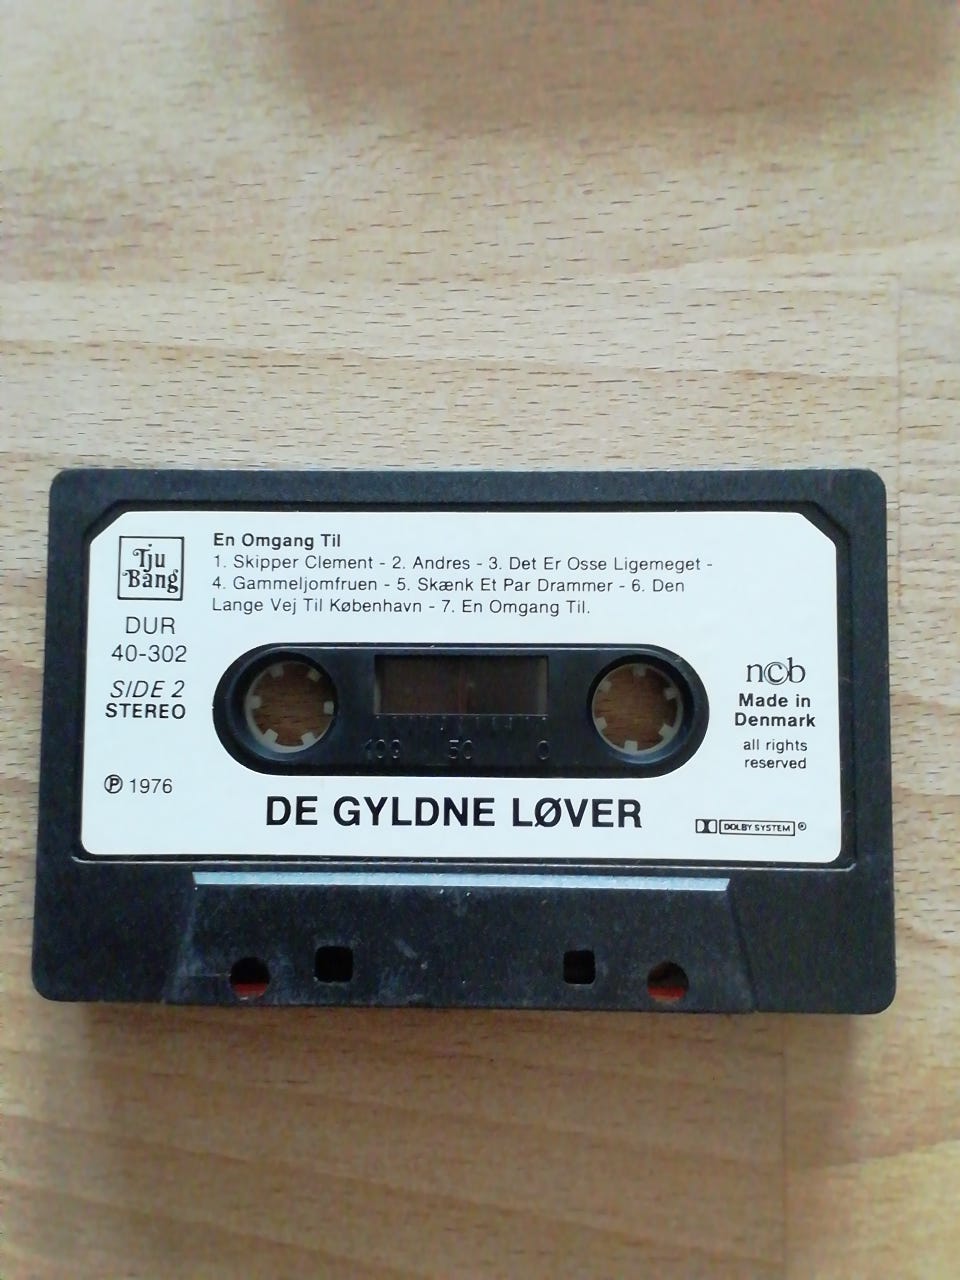 Tju
Bang
DUR
40-302
SIDE 2
STEREO
℗ 1976
En Omgang Til
1. Skipper Clement - 2. Andres - 3. Det Er Osse Ligemeget -
4. Gammeljomfruen - 5. Skænk Et Par Drammer - 6. Den
Lange Vej Til København - 7. En Omgang Til.
100 50 0
ncb
Made in
Denmark
all rights
reserved
DE GYLDNE LØVER
DOLBY SYSTEM ®